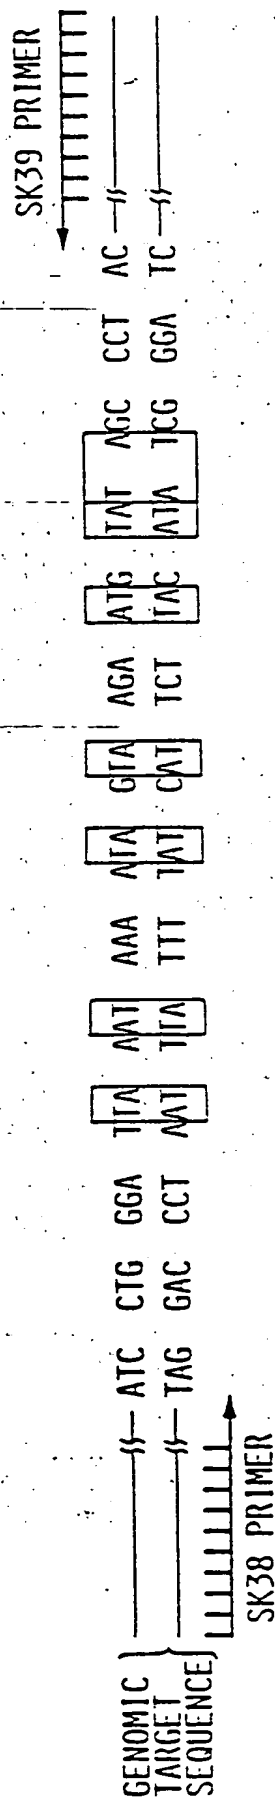 SK39 PRIMER
GENOMIC
TARGET
SEQUENCE
ATC CTG GGA TTA AAT AAA ATA GTA AGA ATG TAT AGC CCT AC
TAG GAC CCT AAT TTA TTT TAT CAT TCT TAC ATA TCG GGA TC
SK38 PRIMER